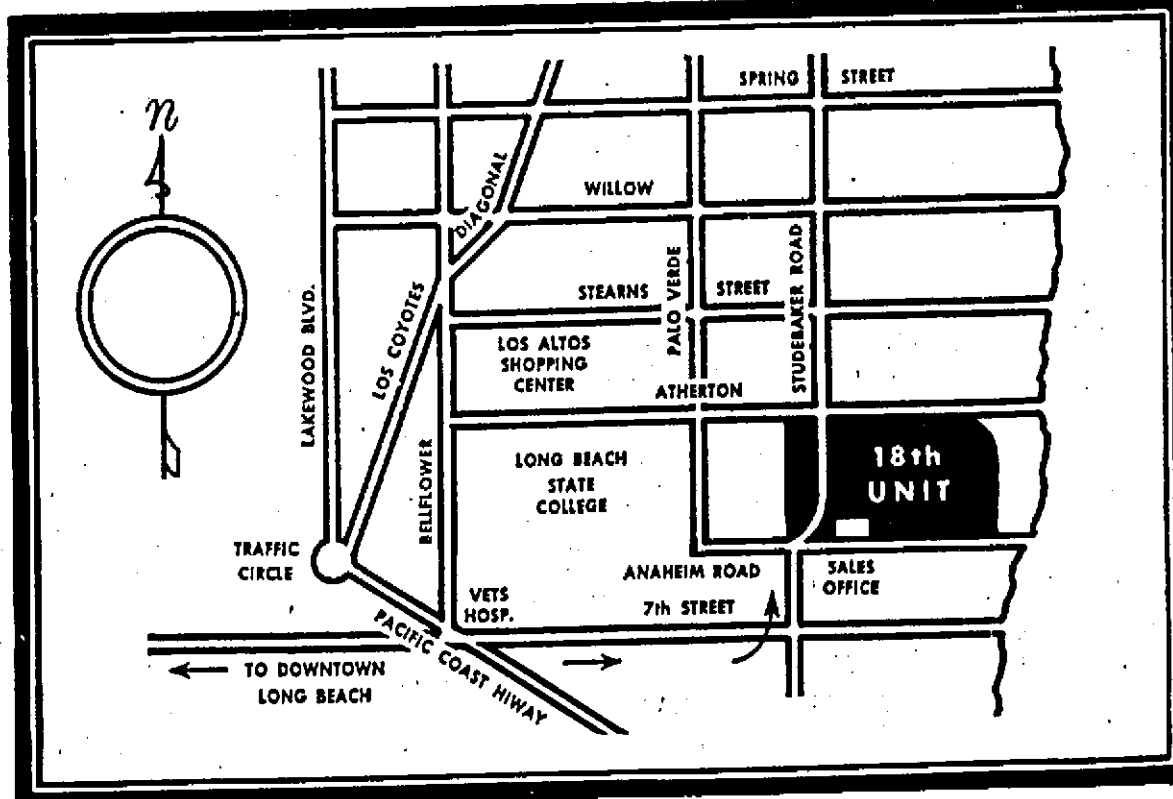 N
SPRING STREET
WILLOW
DIAGONAL
STEARNS STREET
PALO VERDE
STUDEBAKER ROAD
LAKEWOOD BLVD.
LOS COYOTES
LOS ALTOS
SHOPPING
CENTER
ATHERTON
BELLFLOWER
LONG BEACH
STATE
COLLEGE
18th
UNIT
TRAFFIC
CIRCLE
ANAHEIM ROAD
SALES
OFFICE
VETS
HOSP.
7th STREET
PACIFIC COAST HIWAY
TO DOWNTOWN
LONG BEACH